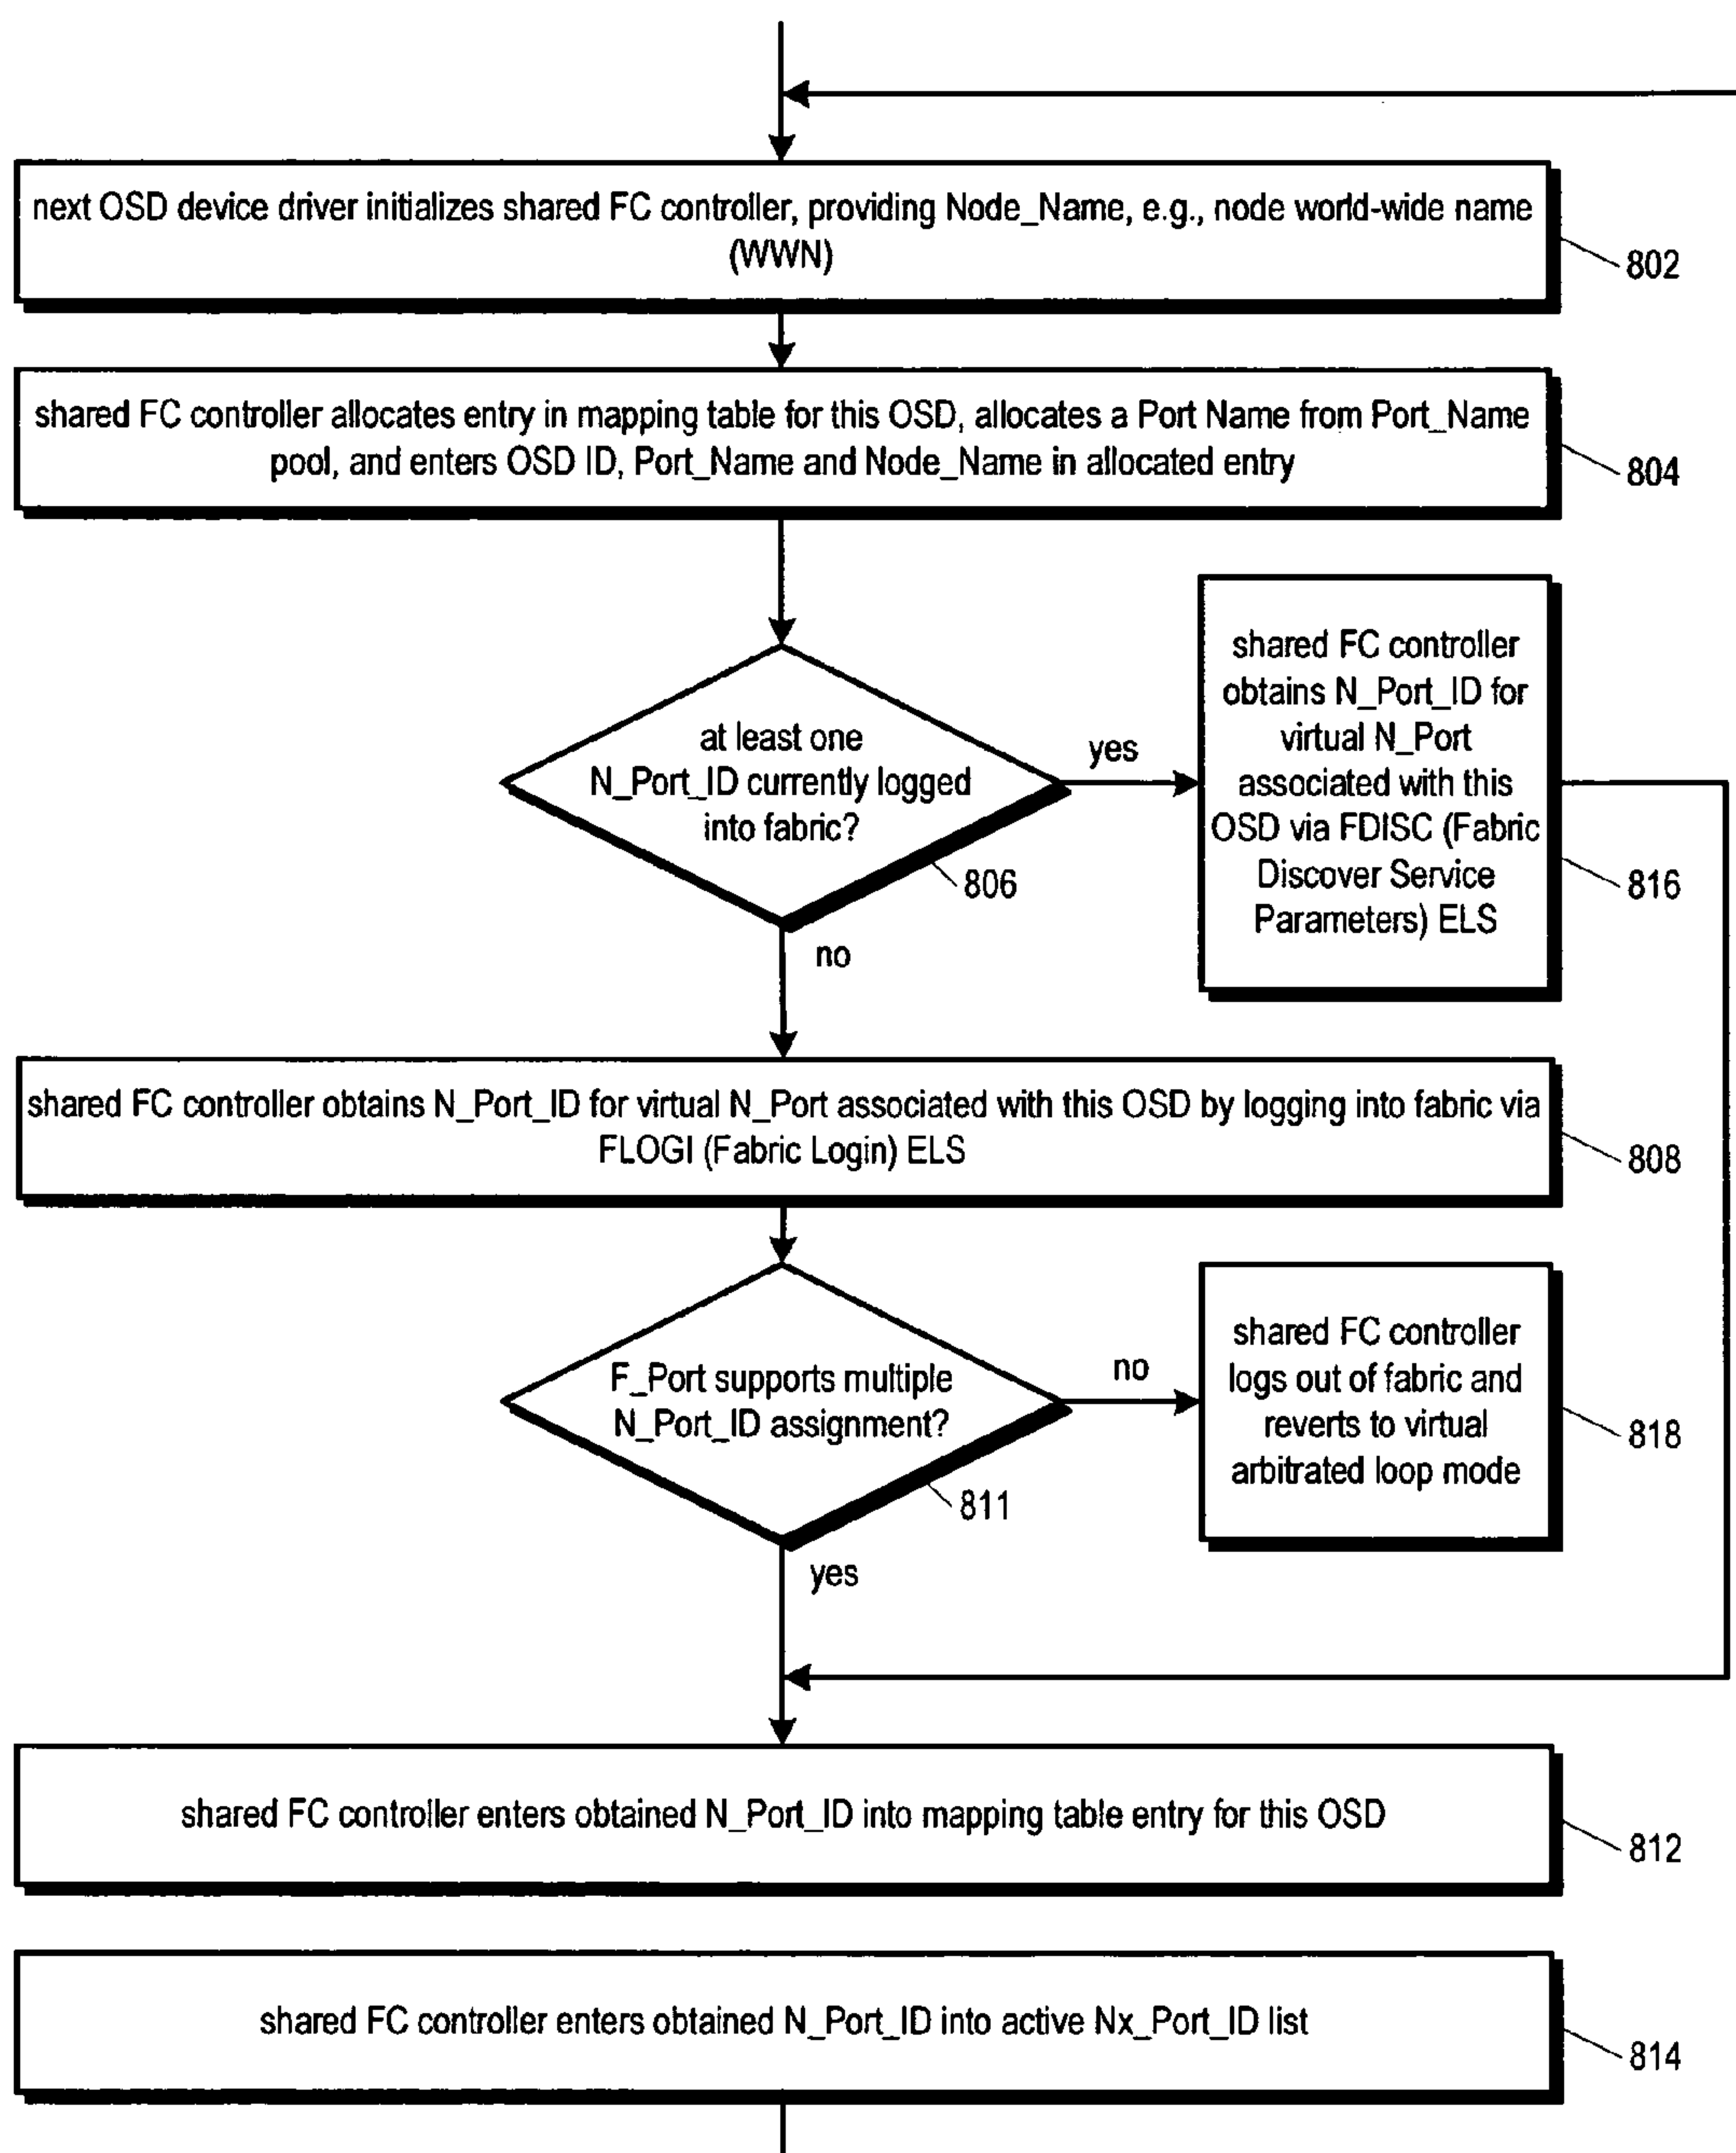 next OSD device driver initializes shared FC controller, providing Node_Name, e.g., node world-wide name
(WWN)
802
shared FC controller allocates entry in mapping table for this OSD, allocates a Port Name from Port_Name
pool, and enters OSD ID, Port_Name and Node_Name in allocated entry
804
at least one
N_Port_ID currently logged
into fabric?
806
yes
no
shared FC controller
obtains N_Port_ID for
virtual N_Port
associated with this
OSD via FDISC (Fabric
Discover Service
Parameters) ELS
816
shared FC controller obtains N_Port_ID for virtual N_Port associated with this OSD by logging into fabric via
FLOGI (Fabric Login) ELS
808
F_Port supports multiple
N_Port_ID assignment?
811
no
yes
shared FC controller
logs out of fabric and
reverts to virtual
arbitrated loop mode
818
shared FC controller enters obtained N_Port_ID into mapping table entry for this OSD
812
shared FC controller enters obtained N_Port_ID into active Nx_Port_ID list
814